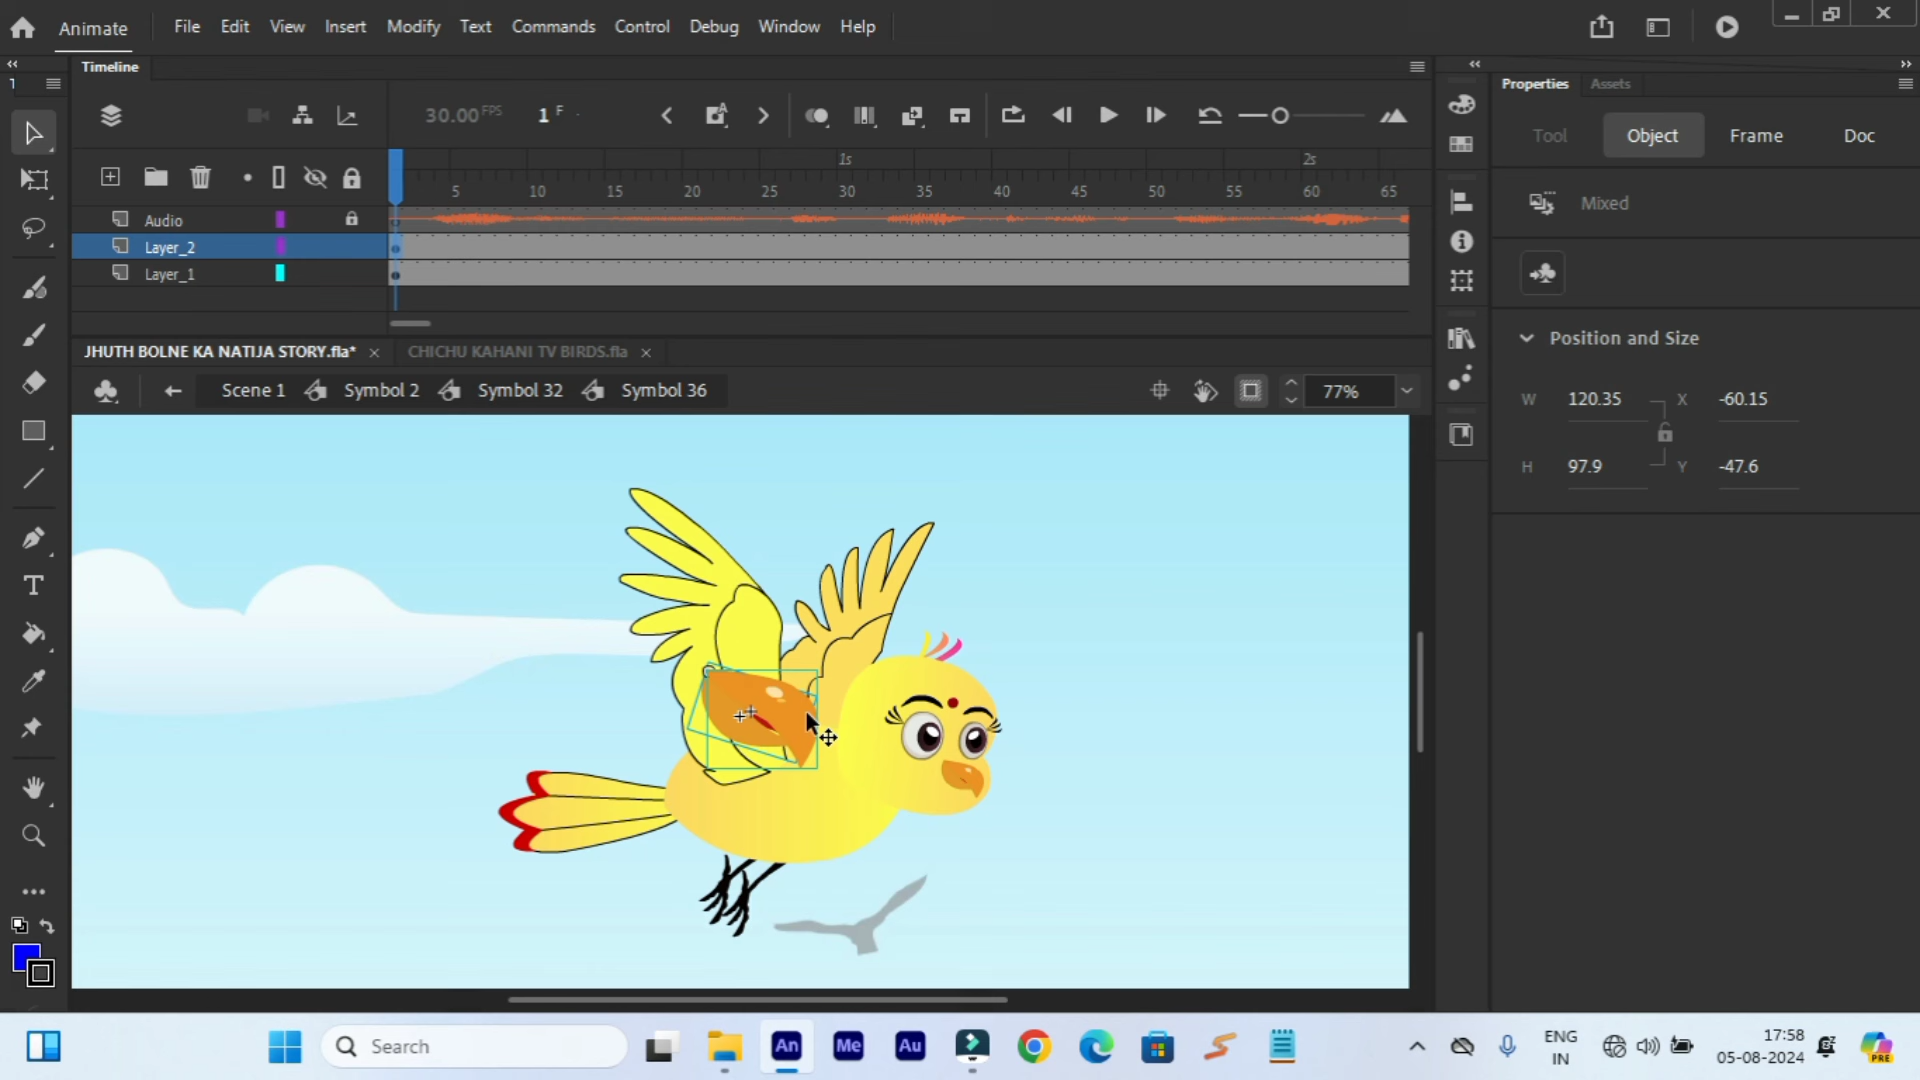 Animate File Edit View Insert Modify Text Commands Control Debug Window Help
Timeline
Properties Assets
30.00 FPS 1 F
Tool Object Frame Doc
1s 2s
5 10 15 20 25 30 35 40 45 50 55 60 65
Mixed
Audio
Layer_2
Layer_1
Position and Size
JHUTH BOLNE KA NATIJA STORY.fla* CHICHU KAHANI TV BIRDS.fla
Scene 1 Symbol 2 Symbol 32 Symbol 36 77%
W 120.35 X -60.15
H 97.9 Y -47.6
Search
An Me Au
ENG
IN
17:58
05-08-2024
PRE